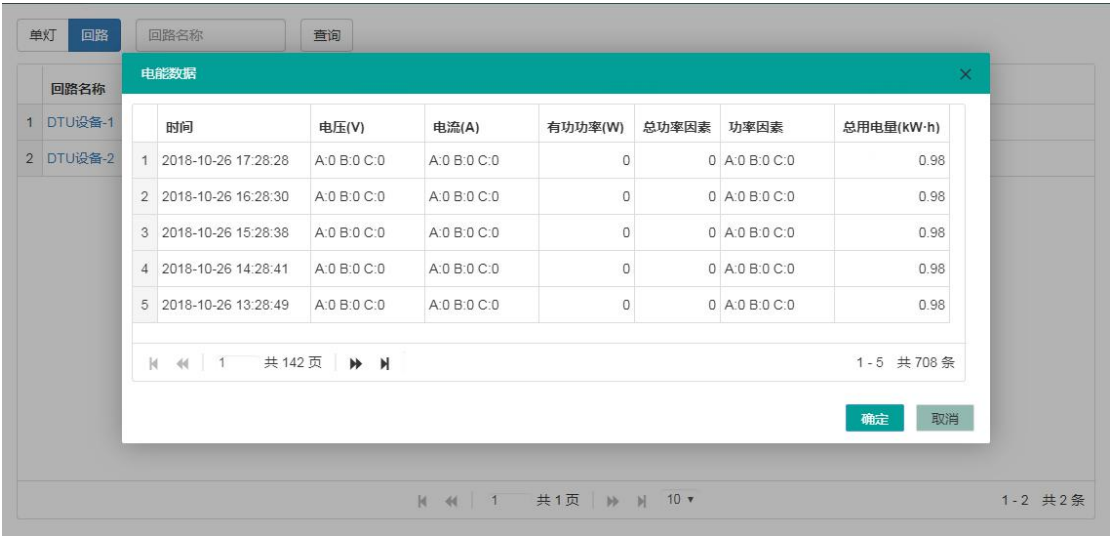 单灯 回路 回路名称 查询
电能数据
回路名称
1 DTU设备-1
2 DTU设备-2
时间 电压(V) 电流(A) 有功功率(W) 总功率因素 功率因素 总用电量(kW·h)
1 2018-10-26 17:28:28 A:0 B:0 C:0 A:0 B:0 C:0 0 0 A:0 B:0 C:0 0.98
2 2018-10-26 16:28:30 A:0 B:0 C:0 A:0 B:0 C:0 0 0 A:0 B:0 C:0 0.98
3 2018-10-26 15:28:38 A:0 B:0 C:0 A:0 B:0 C:0 0 0 A:0 B:0 C:0 0.98
4 2018-10-26 14:28:41 A:0 B:0 C:0 A:0 B:0 C:0 0 0 A:0 B:0 C:0 0.98
5 2018-10-26 13:28:49 A:0 B:0 C:0 A:0 B:0 C:0 0 0 A:0 B:0 C:0 0.98
1 共 142 页 1 - 5 共 708 条
确定 取消
1 共 1 页 10 1 - 2 共 2 条